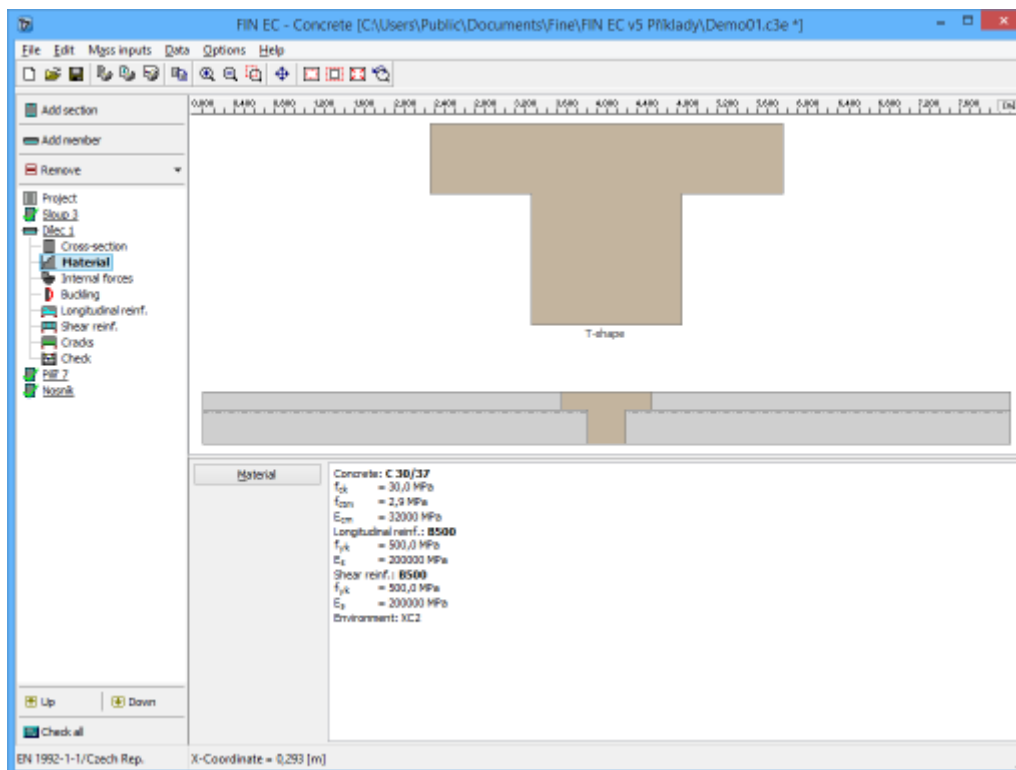 FIN EC - Concrete [C:\Users\Public\Documents\Fine\FIN EC v5 Příklady\Demo01.c3e *]
File Edit Mass inputs Data Options Help
Add section
Add member
Remove
Project
Sloup 3
Dílec 1
Cross-section
Material
Internal forces
Buckling
Longitudinal reinf.
Shear reinf.
Cracks
Check
Nosník
Up Down
Check all
T-shape
Material
Concrete: C 30/37
fck = 30,0 MPa
fctm = 2,9 MPa
Ecm = 32000 MPa
Longitudinal reinf.: B500
fyk = 500,0 MPa
Es = 200000 MPa
Shear reinf.: B500
fyk = 500,0 MPa
Es = 200000 MPa
Environment: XC2
EN 1992-1-1/Czech Rep. X-Coordinate = 0,293 [m]